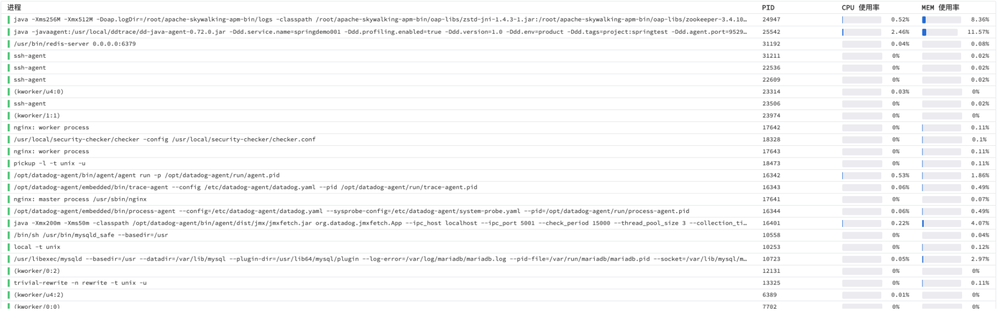 进程 PID CPU 使用率 MEM 使用率
java -Xms256M -Xmx512M -Doap.logDir=/root/apache-skywalking-apm-bin/logs -classpath /root/apache-skywalking-apm-bin/oap-libs/zstd-jni-1.4.3-1.jar:/root/apache-skywalking-apm-bin/oap-libs/zookeeper-3.4.10… 24947 0.52% 8.36%
java -javaagent:/usr/local/ddtrace/dd-java-agent-0.72.0.jar -Ddd.service.name=springdemo001 -Ddd.profiling.enabled=true -Ddd.version=1.0 -Ddd.env=product -Ddd.tags=project:springtest -Ddd.agent.port=9529… 25542 2.46% 11.57%
/usr/bin/redis-server 0.0.0.0:6379 31192 0.04% 0.08%
ssh-agent 31211 0% 0.02%
ssh-agent 22536 0% 0.02%
ssh-agent 22609 0% 0.02%
(kworker/u4:0) 23314 0.03% 0%
ssh-agent 23506 0% 0.02%
(kworker/1:1) 23974 0% 0%
nginx: worker process 17642 0% 0.11%
/usr/local/security-checker/checker -config /usr/local/security-checker/checker.conf 18328 0% 0.1%
nginx: worker process 17643 0% 0.11%
pickup -l -t unix -u 18473 0% 0.11%
/opt/datadog-agent/bin/agent/agent run -p /opt/datadog-agent/run/agent.pid 16342 0.53% 1.86%
/opt/datadog-agent/embedded/bin/trace-agent --config /etc/datadog-agent/datadog.yaml --pid /opt/datadog-agent/run/trace-agent.pid 16343 0.06% 0.49%
nginx: master process /usr/sbin/nginx 17641 0% 0.07%
/opt/datadog-agent/embedded/bin/process-agent --config=/etc/datadog-agent/datadog.yaml --sysprobe-config=/etc/datadog-agent/system-probe.yaml --pid=/opt/datadog-agent/run/process-agent.pid 16344 0.06% 0.49%
java -Xmx200m -Xms50m -classpath /opt/datadog-agent/bin/agent/dist/jmx/jmxfetch.jar org.datadog.jmxfetch.App --ipc_host localhost --ipc_port 5001 --check_period 15000 --thread_pool_size 3 --collection_ti… 16401 0.22% 4.07%
/bin/sh /usr/bin/mysqld_safe --basedir=/usr 10558 0% 0.04%
local -t unix 10253 0% 0.12%
/usr/libexec/mysqld --basedir=/usr --datadir=/var/lib/mysql --plugin-dir=/usr/lib64/mysql/plugin --log-error=/var/log/mariadb/mariadb.log --pid-file=/var/run/mariadb/mariadb.pid --socket=/var/lib/mysql/m… 10723 0.05% 2.97%
(kworker/0:2) 12131 0% 0%
trivial-rewrite -n rewrite -t unix -u 13325 0% 0.11%
(kworker/u4:2) 6389 0.01% 0%
(kworker/0:0) 7702 0% 0%